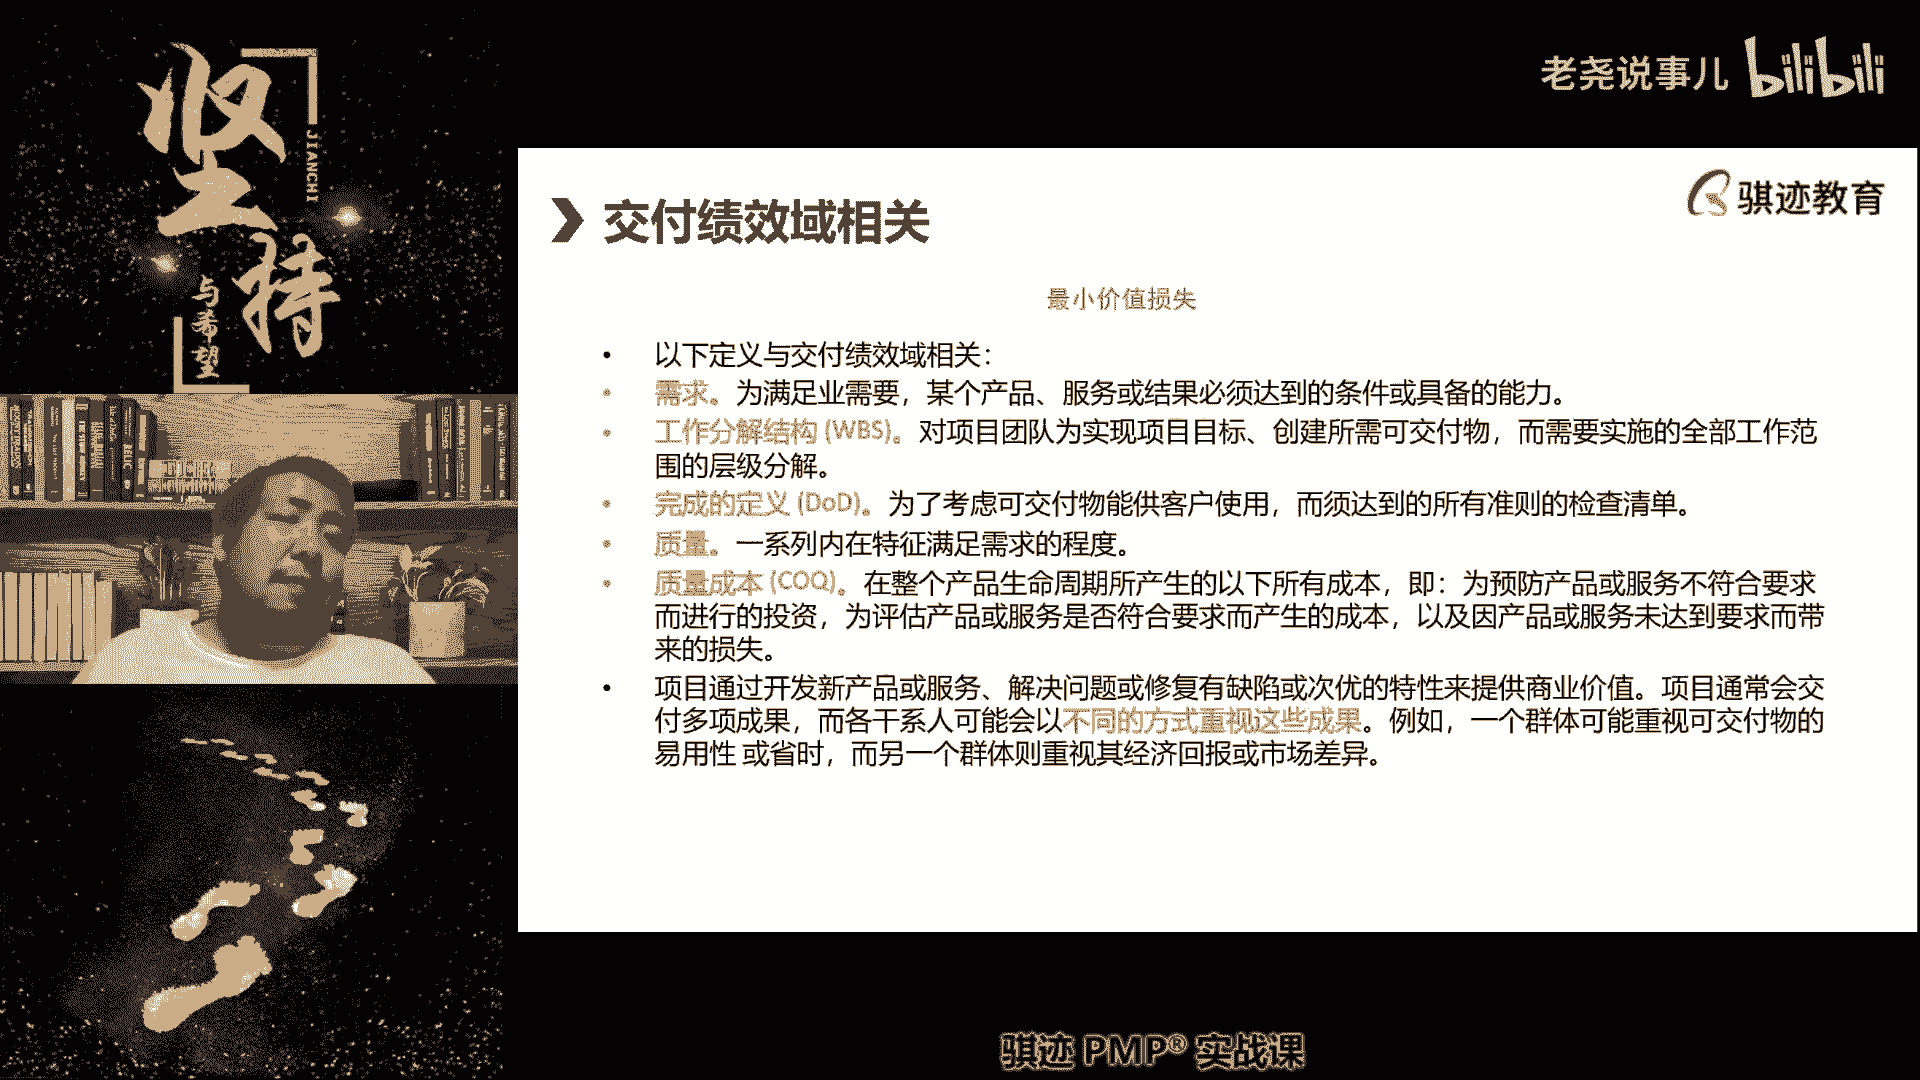 坚持
JIANCHI
与希望
老尧说事儿 bilibili
骐迹教育
交付绩效域相关
最小价值损失
• 以下定义与交付绩效域相关：
• 需求。为满足业需要，某个产品、服务或结果必须达到的条件或具备的能力。
• 工作分解结构 (WBS)。对项目团队为实现项目目标、创建所需可交付物，而需要实施的全部工作范
围的层级分解。
• 完成的定义 (DoD)。为了考虑可交付物能供客户使用，而须达到的所有准则的检查清单。
• 质量。一系列内在特征满足需求的程度。
• 质量成本 (COQ)。在整个产品生命周期所产生的以下所有成本，即：为预防产品或服务不符合要求
而进行的投资，为评估产品或服务是否符合要求而产生的成本，以及因产品或服务未达到要求而带
来的损失。
• 项目通过开发新产品或服务、解决问题或修复有缺陷或次优的特性来提供商业价值。项目通常会交
付多项成果，而各干系人可能会以不同的方式重视这些成果。例如，一个群体可能重视可交付物的
易用性 或省时，而另一个群体则重视其经济回报或市场差异。
骐迹 PMP® 实战课